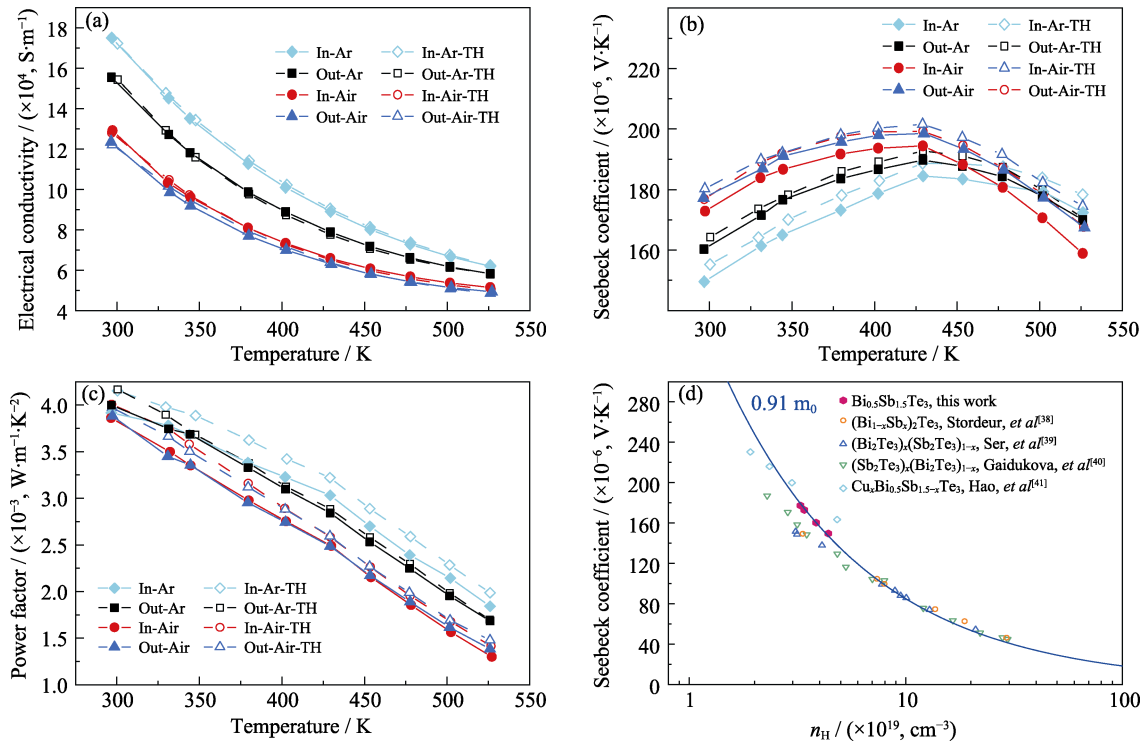 (a)
18
16
14
12
10
8
6
4
300 350 400 450 500 550
Temperature / K
Electrical conductivity / (×10⁴, S·m⁻¹)
In-Ar In-Ar-TH
Out-Ar Out-Ar-TH
In-Air In-Air-TH
Out-Air Out-Air-TH
(b)
220
200
180
160
300 350 400 450 500 550
Temperature / K
Seebeck coefficient / (×10⁻⁶, V·K⁻¹)
In-Ar In-Ar-TH
Out-Ar Out-Ar-TH
In-Air In-Air-TH
Out-Air Out-Air-TH
(c)
4.0
3.5
3.0
2.5
2.0
1.5
1.0
300 350 400 450 500 550
Temperature / K
Power factor / (×10⁻³, W·m⁻¹·K⁻²)
In-Ar In-Ar-TH
Out-Ar Out-Ar-TH
In-Air In-Air-TH
Out-Air Out-Air-TH
(d)
280
240
200
160
120
80
40
0
1 10 100
n_H / (×10¹⁹, cm⁻³)
Seebeck coefficient / (×10⁻⁶, V·K⁻¹)
0.91 m₀
Bi₀.₅Sb₁.₅Te₃, this work
(Bi₁₋ₓSbₓ)₂Te₃, Stordeur, et al[38]
(Bi₂Te₃)ₓ(Sb₂Te₃)₁₋ₓ, Ser, et al[39]
(Sb₂Te₃)ₓ(Bi₂Te₃)₁₋ₓ, Gaidukova, et al[40]
CuₓBi₀.₅Sb₁.₅₋ₓTe₃, Hao, et al[41]